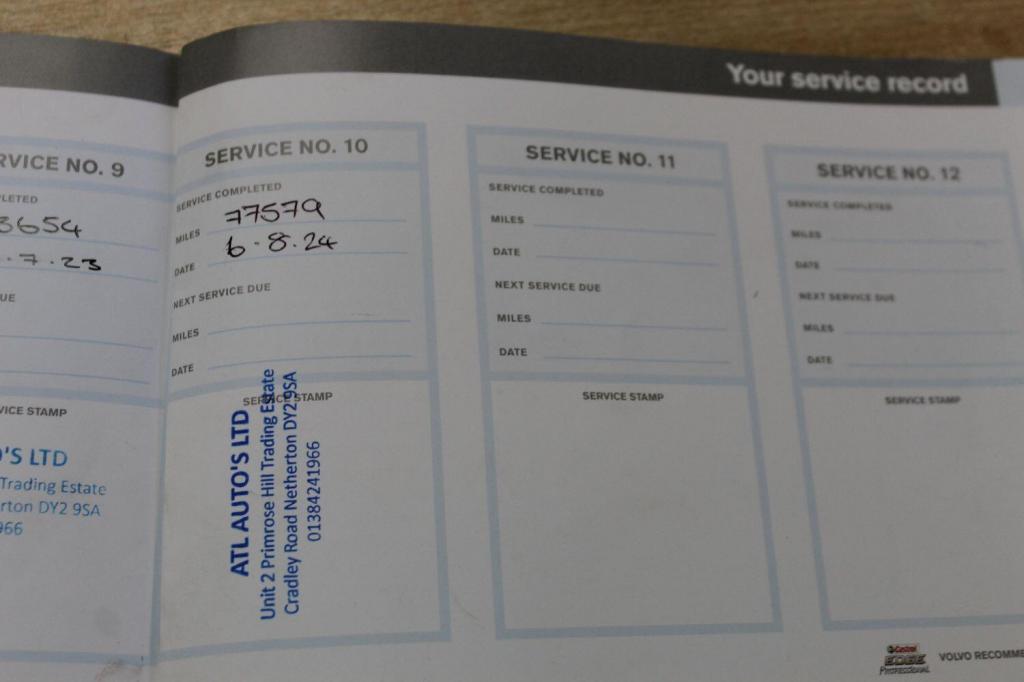 Your service record
RVICE NO. 9
PLETED
3654
. 7 . 23
UE
VICE STAMP
'S LTD
Trading Estate
rton DY2 9SA
966
SERVICE NO. 10
SERVICE COMPLETED
MILES 77579
DATE 6 . 8 . 24
NEXT SERVICE DUE
MILES
DATE
SERVICE STAMP
ATL AUTO'S LTD
Unit 2 Primrose Hill Trading Estate
Cradley Road Netherton DY2 9SA
01384241966
SERVICE NO. 11
SERVICE COMPLETED
MILES
DATE
NEXT SERVICE DUE
MILES
DATE
SERVICE STAMP
SERVICE NO. 12
SERVICE COMPLETED
MILES
DATE
NEXT SERVICE DUE
MILES
DATE
SERVICE STAMP
Castrol
EDGE
PROFESSIONAL
VOLVO RECOMME